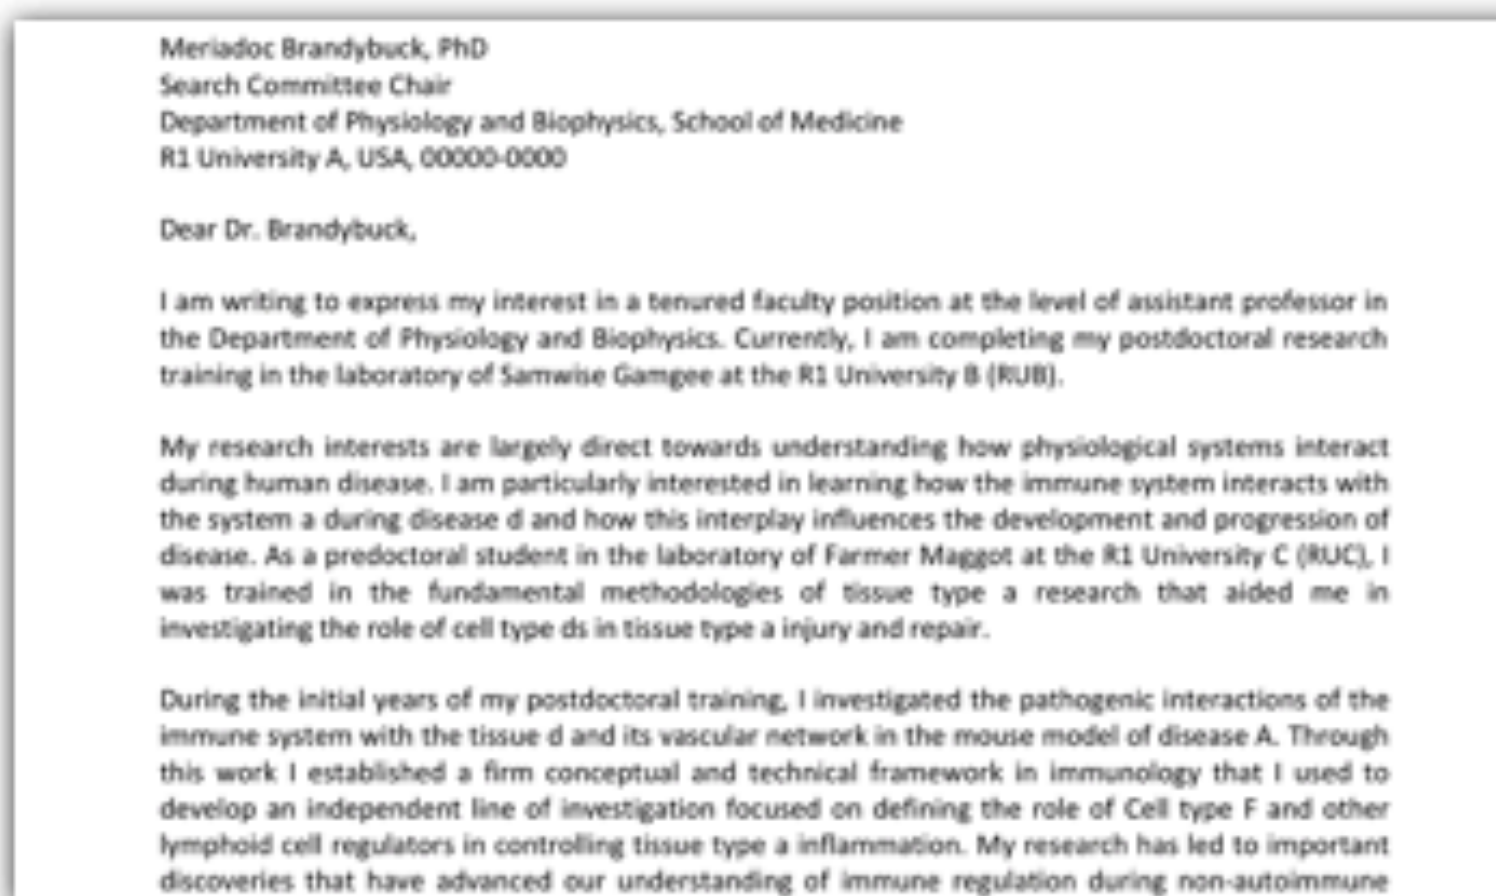 Meriadoc Brandybuck, PhD
Search Committee Chair
Department of Physiology and Biophysics, School of Medicine
R1 University A, USA, 00000-0000
Dear Dr. Brandybuck,
I am writing to express my interest in a tenured faculty position at the level of assistant professor in
the Department of Physiology and Biophysics. Currently, I am completing my postdoctoral research
training in the laboratory of Samwise Gamgee at the R1 University B (RUB).
My research interests are largely direct towards understanding how physiological systems interact
during human disease. I am particularly interested in learning how the immune system interacts with
the system a during disease d and how this interplay influences the development and progression of
disease. As a predoctoral student in the laboratory of Farmer Maggot at the R1 University C (RUC), I
was trained in the fundamental methodologies of tissue type a research that aided me in
investigating the role of cell type ds in tissue type a injury and repair.
During the initial years of my postdoctoral training, I investigated the pathogenic interactions of the
immune system with the tissue d and its vascular network in the mouse model of disease A. Through
this work I established a firm conceptual and technical framework in immunology that I used to
develop an independent line of investigation focused on defining the role of Cell type F and other
lymphoid cell regulators in controlling tissue type a inflammation. My research has led to important
discoveries that have advanced our understanding of immune regulation during non-autoimmune